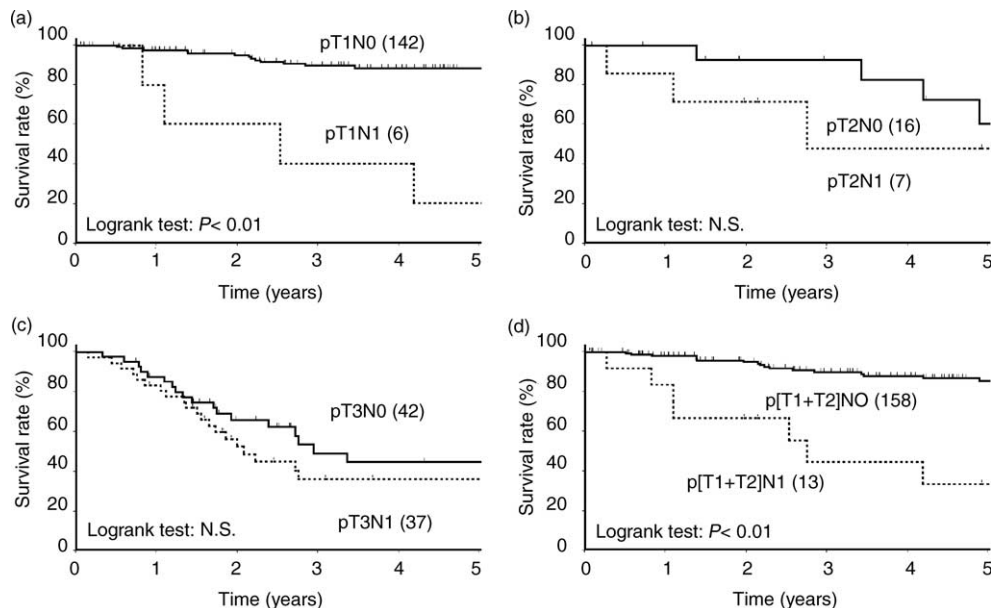 (a)
100
80
60
40
20
0
Survival rate (%)
pT1N0 (142)
pT1N1 (6)
Logrank test: P< 0.01
1 2 3 4 5
Time (years)
(b)
100
80
60
40
20
0
Survival rate (%)
pT2N0 (16)
pT2N1 (7)
Logrank test: N.S.
0 1 2 3 4 5
Time (years)
(c)
100
80
60
40
20
0
Survival rate (%)
pT3N0 (42)
pT3N1 (37)
Logrank test: N.S.
1 2 3 4 5
Time (years)
(d)
100
80
60
40
20
0
Survival rate (%)
p[T1+T2]NO (158)
p[T1+T2]N1 (13)
Logrank test: P< 0.01
0 1 2 3 4 5
Time (years)